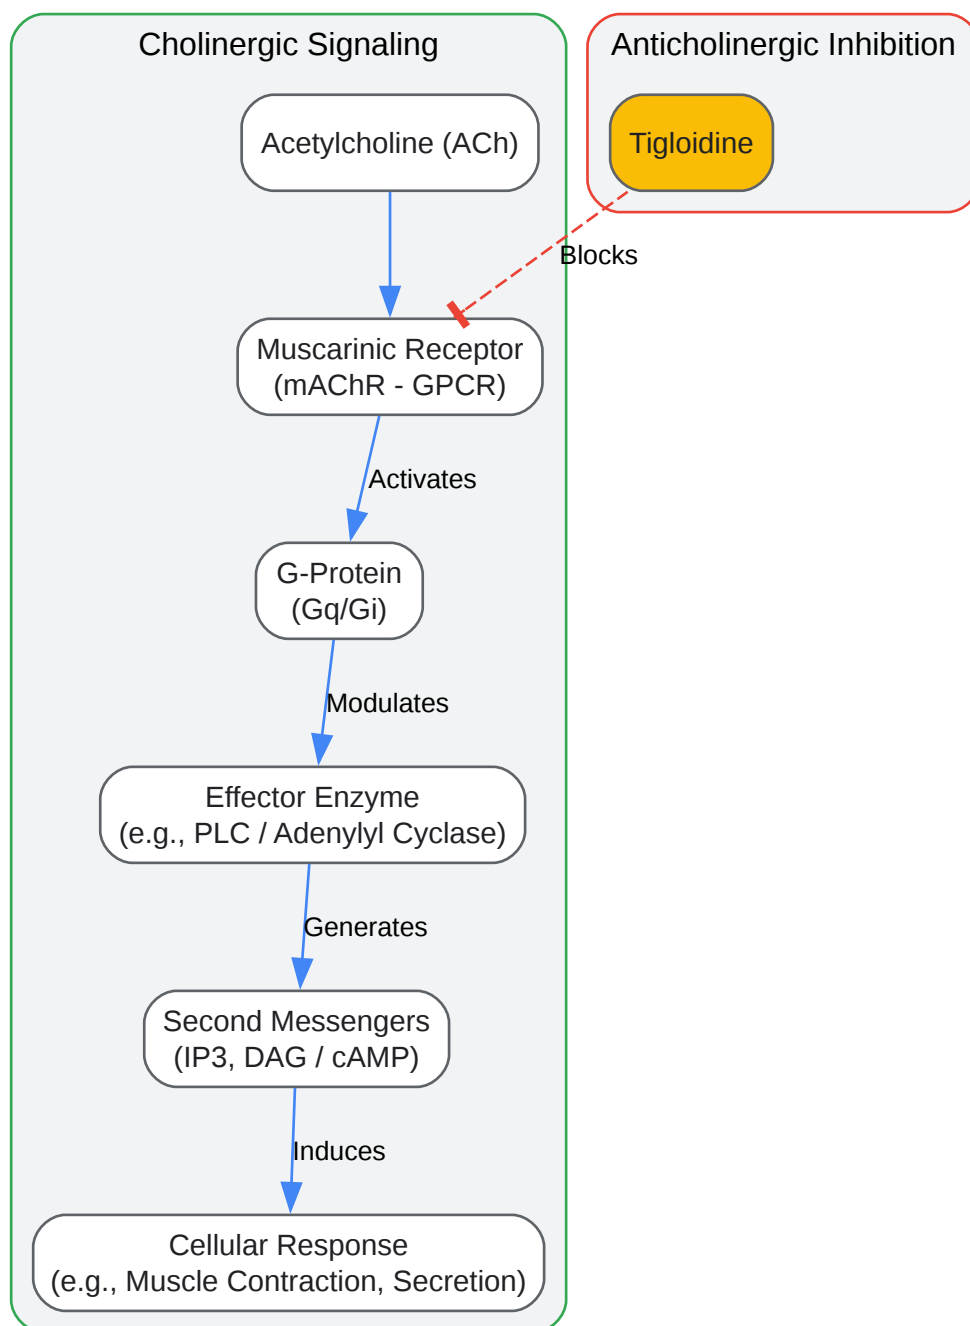 Cholinergic Signaling
Anticholinergic Inhibition
Acetylcholine (ACh)
Tigloidine
Blocks
Muscarinic Receptor
(mAChR - GPCR)
Activates
G-Protein
(Gq/Gi)
Modulates
Effector Enzyme
(e.g., PLC / Adenylyl Cyclase)
Generates
Second Messengers
(IP3, DAG / cAMP)
Induces
Cellular Response
(e.g., Muscle Contraction, Secretion)